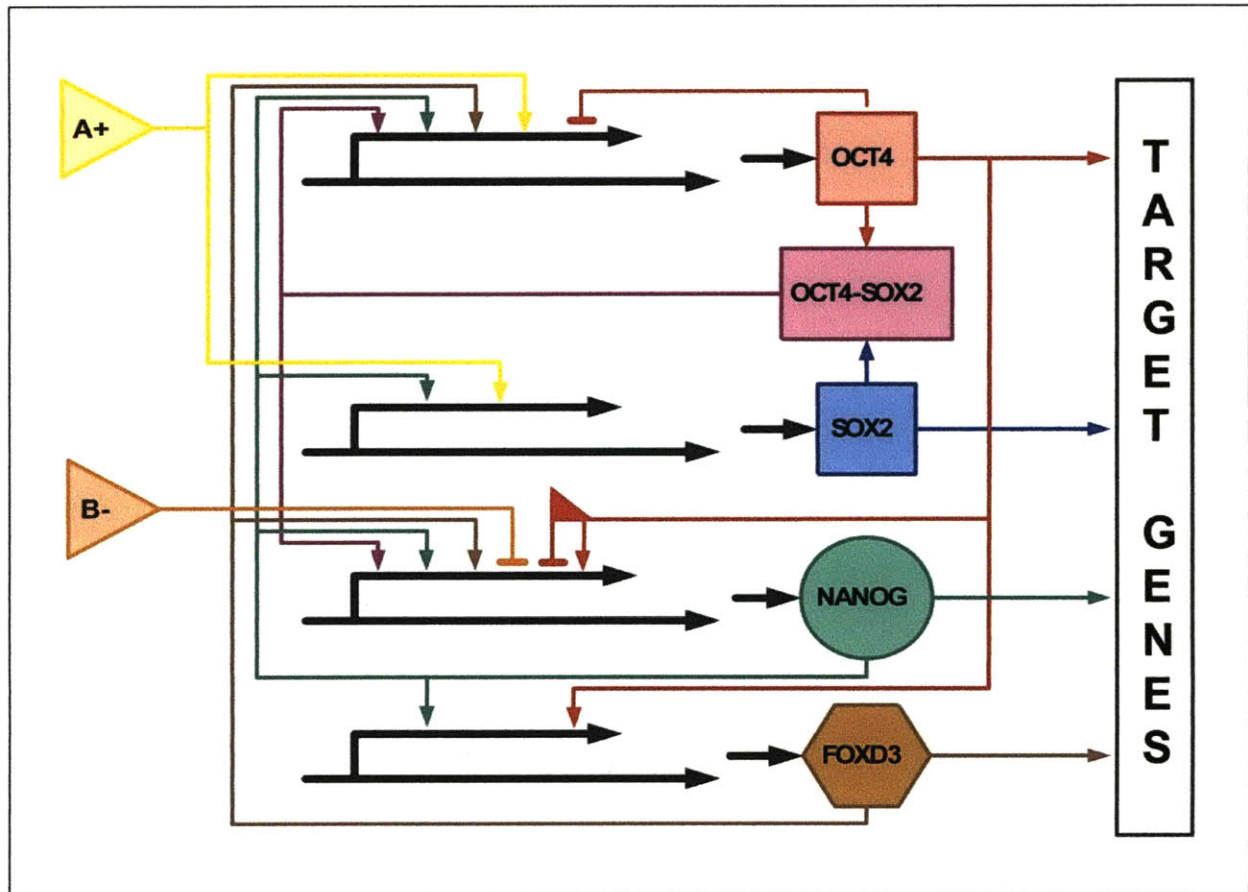 A+
OCT4
OCT4-SOX2
SOX2
B-
NANOG
FOXD3
TARGET GENES